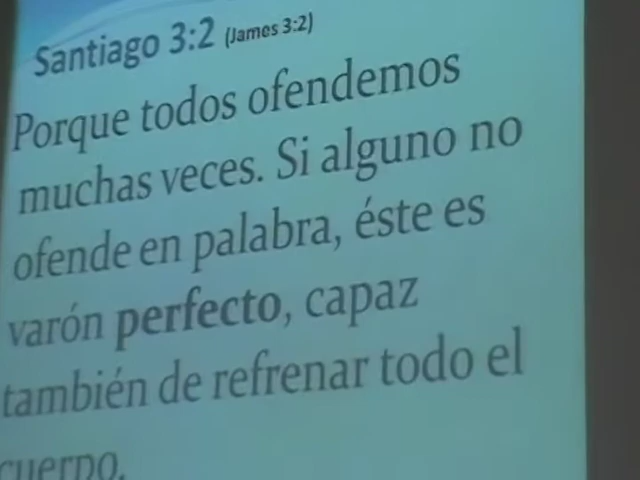 Santiago 3:2 (James 3:2)
Porque todos ofendemos
muchas veces. Si alguno no
ofende en palabra, éste es
varón perfecto, capaz
también de refrenar todo el
cuerpo.